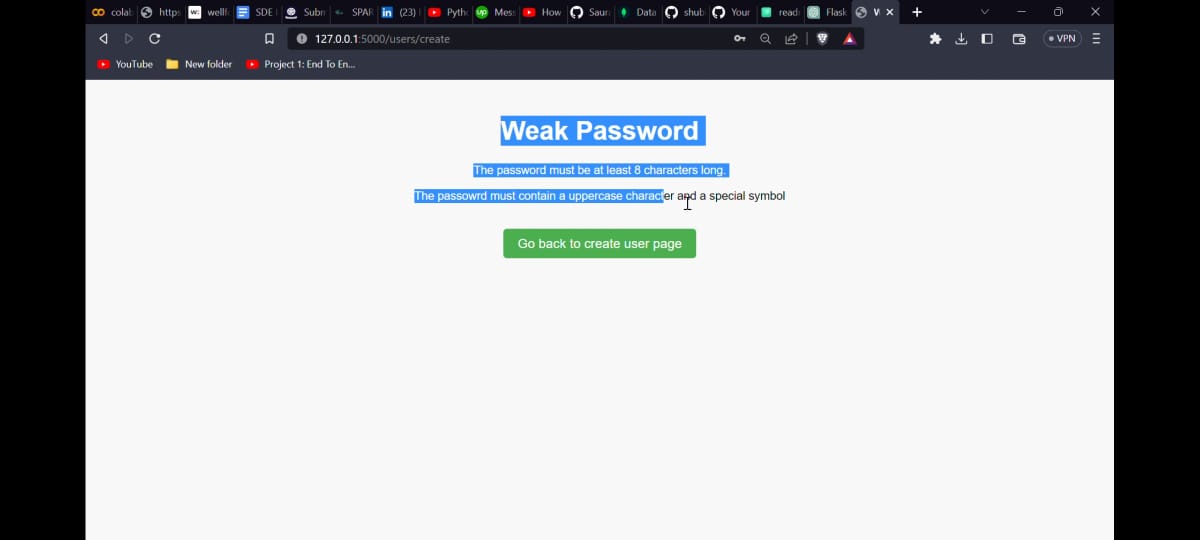 colab
https
w: wellf
SDE
Subm
SPAR
in (23)
Pyth
up Mess
How
Saur
Data
shub
Your
read
Flask
W
127.0.0.1:5000/users/create
VPN
YouTube
New folder
Project 1: End To En...
Weak Password
The password must be at least 8 characters long.
The passowrd must contain a uppercase character and a special symbol
Go back to create user page